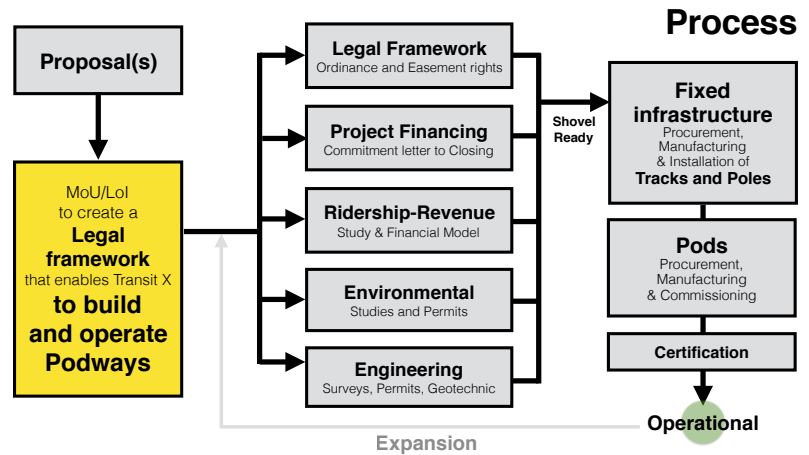 Process
Proposal(s)
MoU/LoI
to create a
Legal
framework
that enables Transit X
to build
and operate
Podways
Legal Framework
Ordinance and Easement rights
Project Financing
Commitment letter to Closing
Ridership-Revenue
Study & Financial Model
Environmental
Studies and Permits
Engineering
Surveys, Permits, Geotechnic
Shovel
Ready
Fixed
infrastructure
Procurement,
Manufacturing
& Installation of
Tracks and Poles
Pods
Procurement,
Manufacturing
& Commissioning
Certification
Operational
Expansion